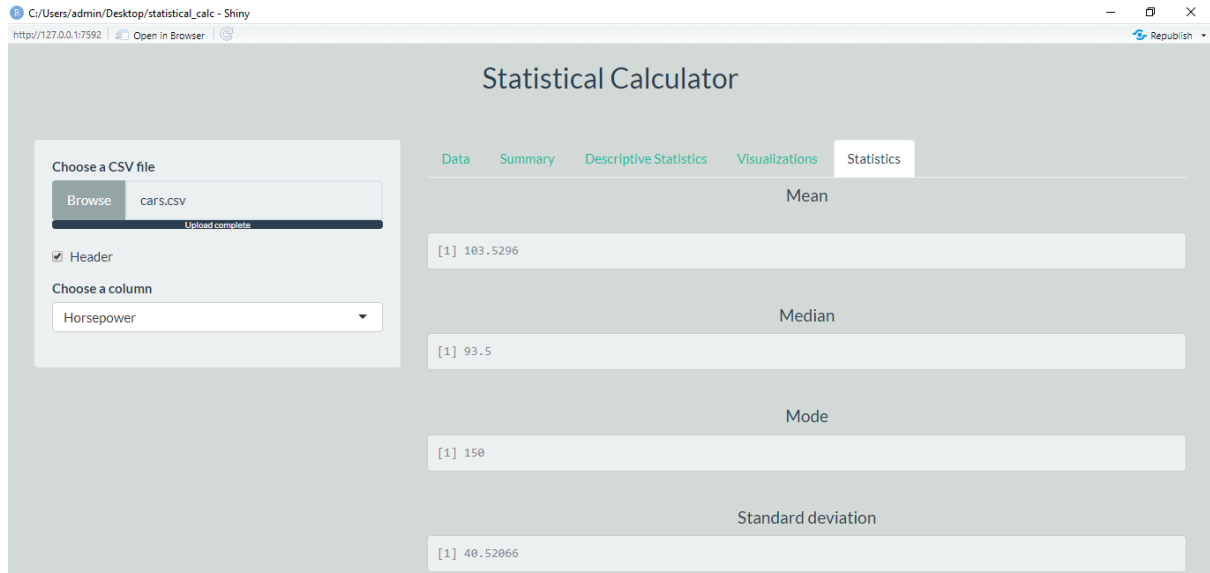 C:/Users/admin/Desktop/statistical_calc - Shiny
http://127.0.0.1:7592 Open in Browser Republish
Statistical Calculator
Choose a CSV file
Browse cars.csv
Upload complete
Header
Choose a column
Horsepower
Data Summary Descriptive Statistics Visualizations Statistics
Mean
[1] 103.5296
Median
[1] 93.5
Mode
[1] 150
Standard deviation
[1] 40.52066